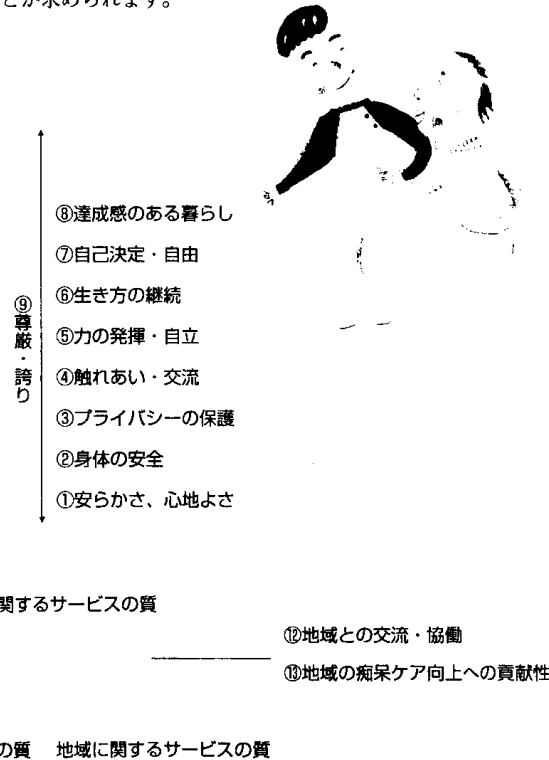 とが求められます。
⑧達成感のある暮らし
⑦自己決定・自由
⑥生き方の継続
⑤力の発揮・自立
④触れあい・交流
③プライバシーの保護
②身体の安全
①安らかさ、心地よさ
⑨尊厳・誇り
関するサービスの質
⑫地域との交流・協働
⑬地域の痴呆ケア向上への貢献性
の質　地域に関するサービスの質